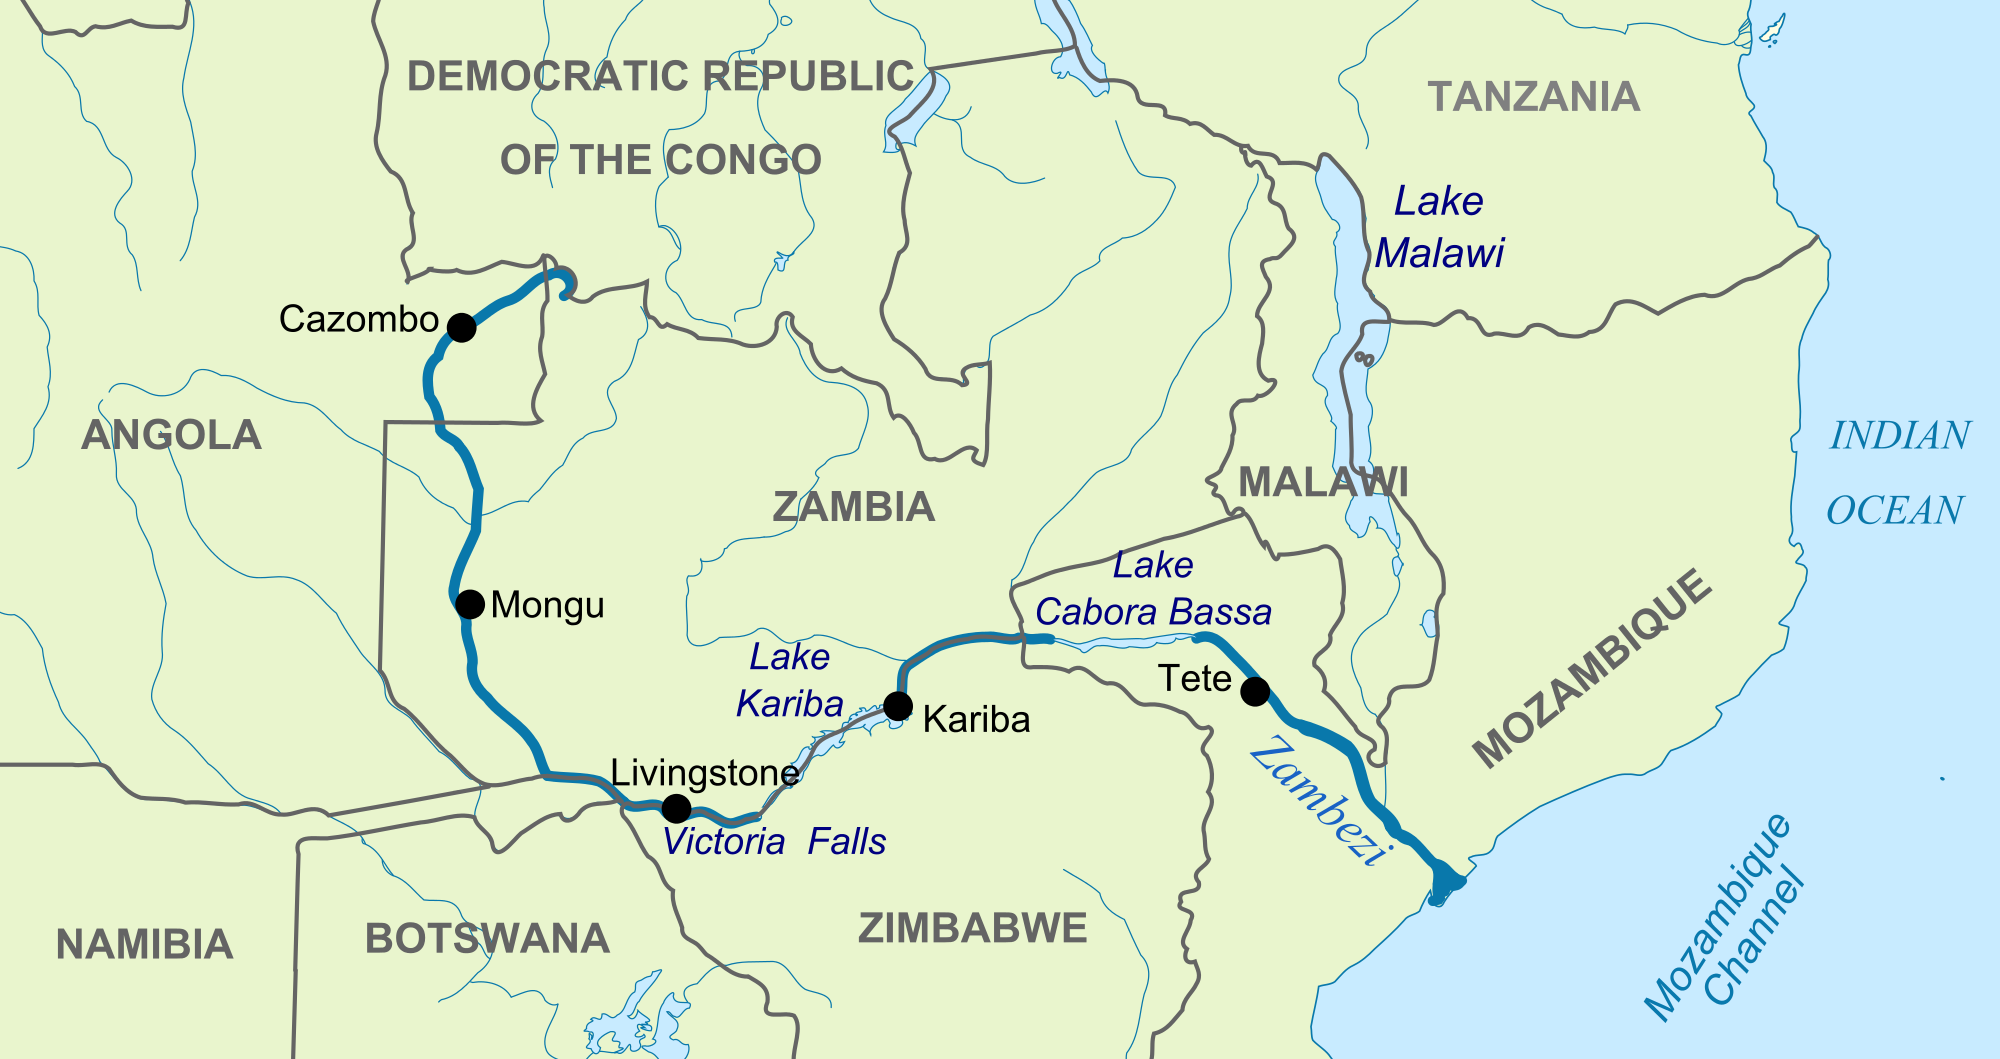 DEMOCRATIC REPUBLIC
OF THE CONGO
TANZANIA
Lake
Malawi
Cazombo
ANGOLA
ZAMBIA
MALAWI
INDIAN
OCEAN
Lake
Cabora Bassa
Mongu
Lake
Kariba
Kariba
Tete
MOZAMBIQUE
Livingstone
Victoria Falls
Zambezi
Mozambique
Channel
NAMIBIA
BOTSWANA
ZIMBABWE